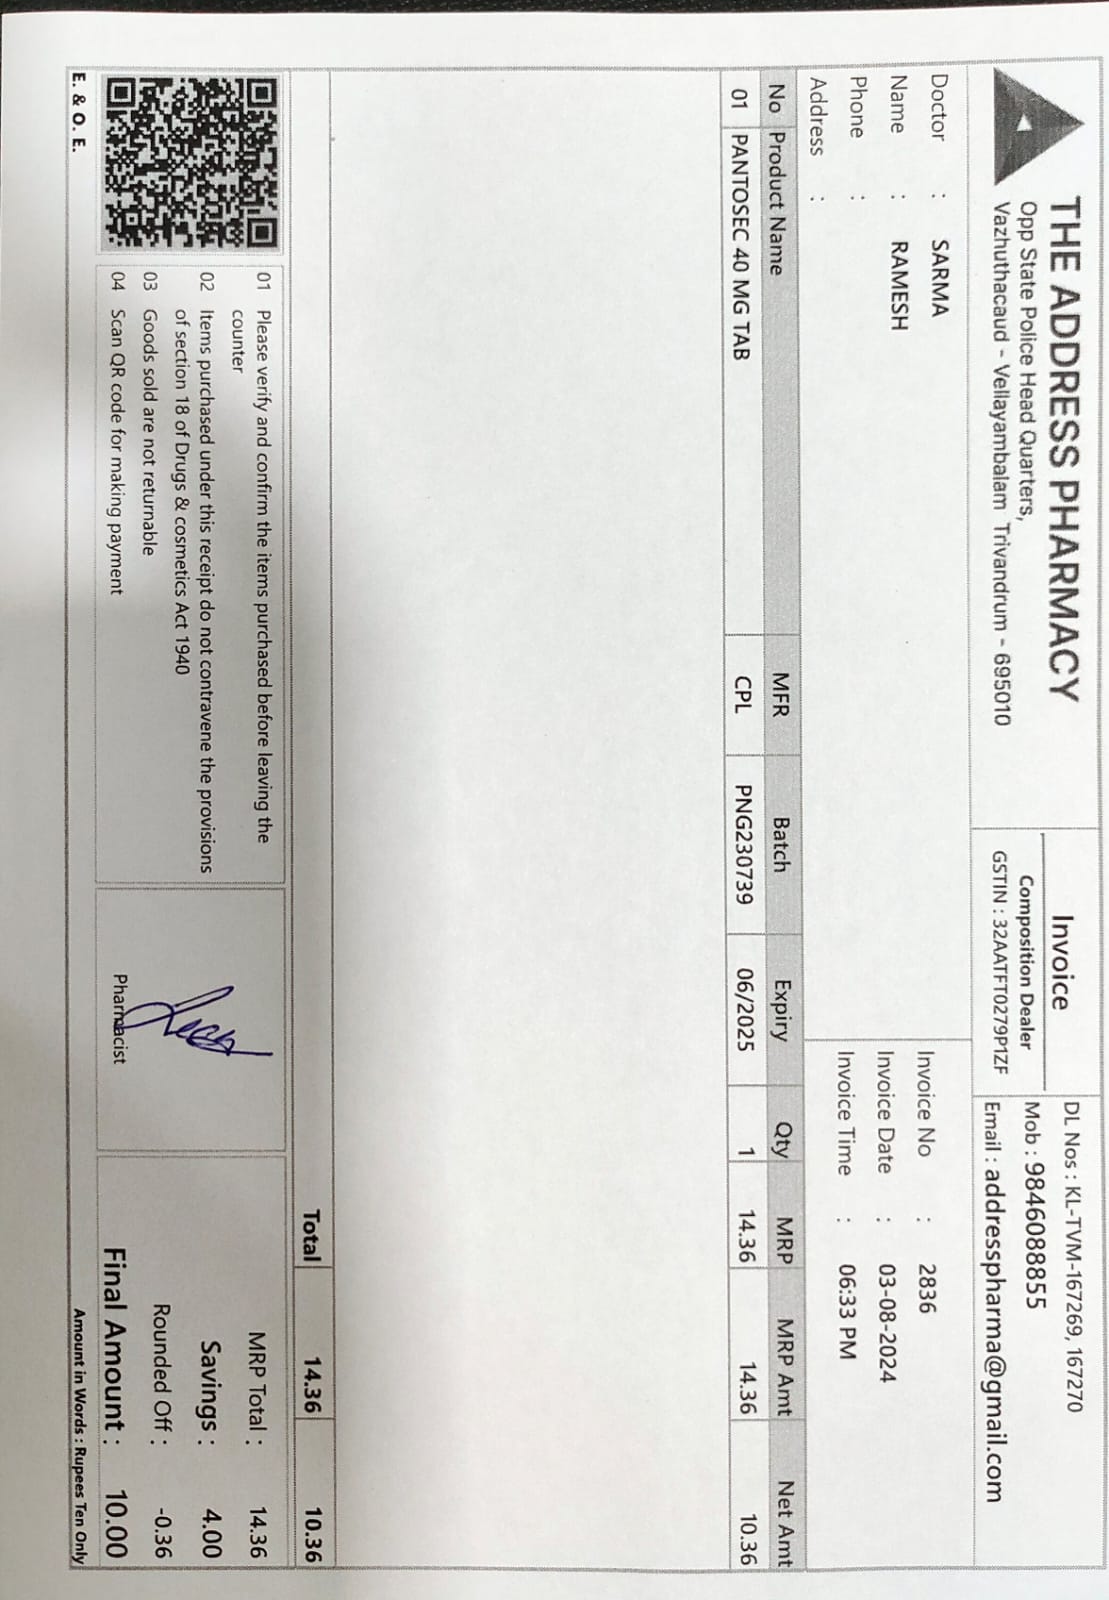 THE ADDRESS PHARMACY
Opp State Police Head Quarters,
Vazhuthacaud - Vellayambalam Trivandrum - 695010
Invoice
Composition Dealer
GSTIN : 32AATFT0279P1ZF
DL Nos : KL-TVM-167269, 167270
Mob : 9846088855
Email : addresspharma@gmail.com
Doctor : SARMA
Name : RAMESH
Phone :
Address :
Invoice No : 2836
Invoice Date : 03-08-2024
Invoice Time : 06:33 PM
No Product Name MFR Batch Expiry Qty MRP MRP Amt Net Amt
01 PANTOSEC 40 MG TAB CPL PNG230739 06/2025 1 14.36 14.36 10.36
Total 14.36 10.36
01 Please verify and confirm the items purchased before leaving the
counter
02 Items purchased under this receipt do not contravene the provisions
of section 18 of Drugs & cosmetics Act 1940
03 Goods sold are not returnable
04 Scan QR code for making payment
Pharmacist
MRP Total : 14.36
Savings : 4.00
Rounded Off : -0.36
Final Amount : 10.00
E. & O. E.
Amount in Words : Rupees Ten Only